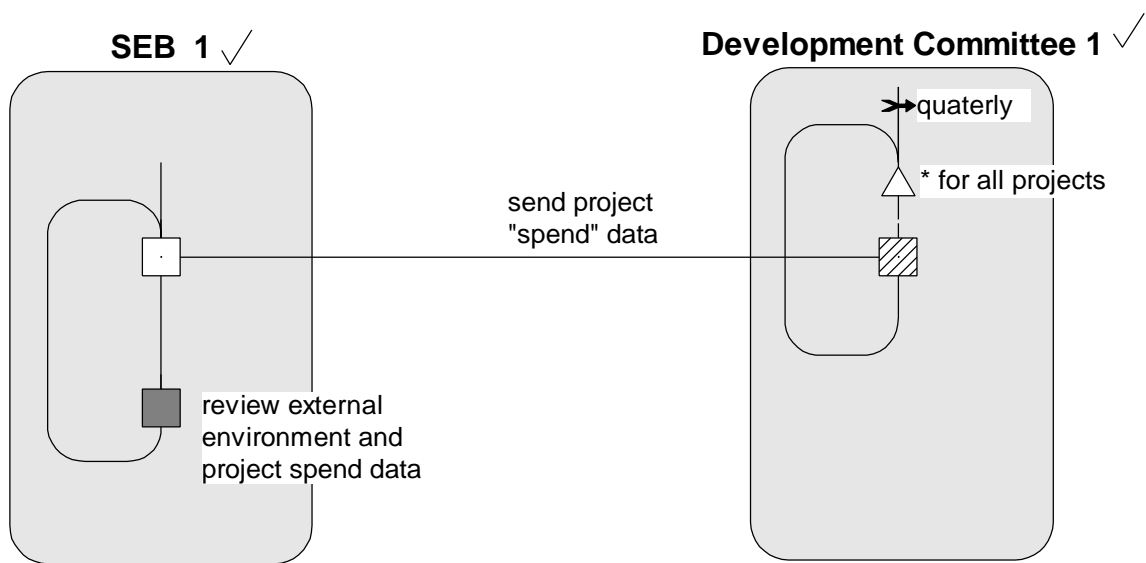 SEB  1
Development Committee 1
quaterly
* for all projects
send project
"spend" data
review external
environment and
project spend data